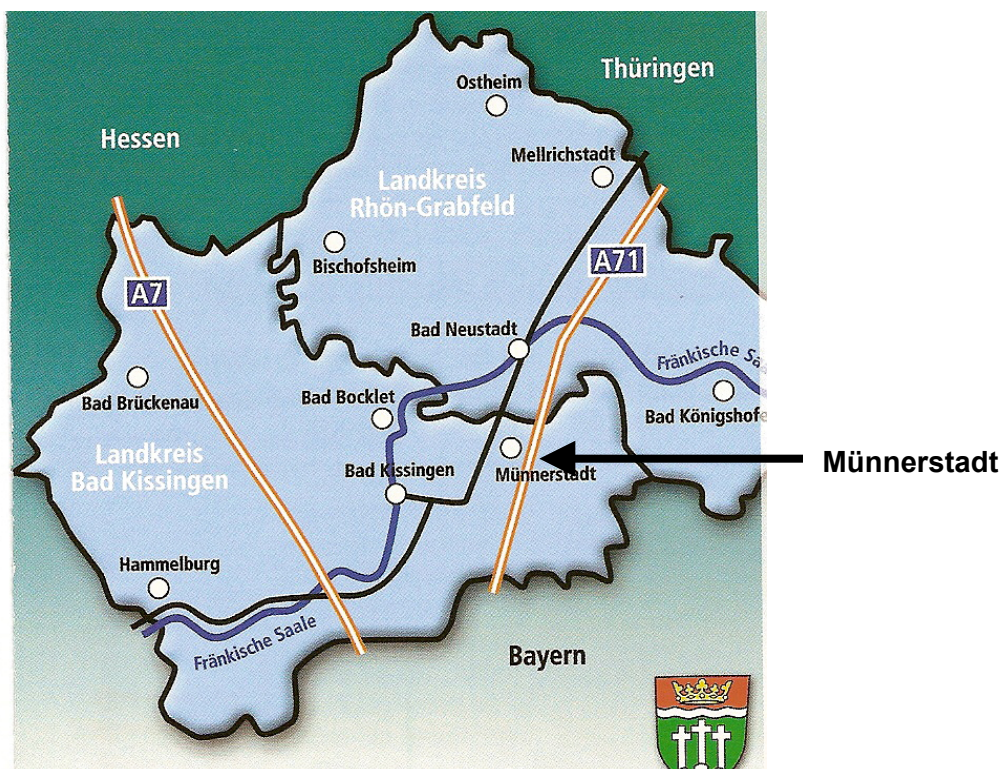 Thüringen
Ostheim
Hessen
Mellrichstadt
Landkreis
Rhön-Grabfeld
Bischofsheim
A71
A7
Bad Neustadt
Fränkische Sa
Bad Brückenau
Bad Bocklet
Bad Königshofe
Landkreis
Bad Kissingen
Bad Kissingen
Münnerstadt
Münnerstadt
Hammelburg
Fränkische Saale
Bayern